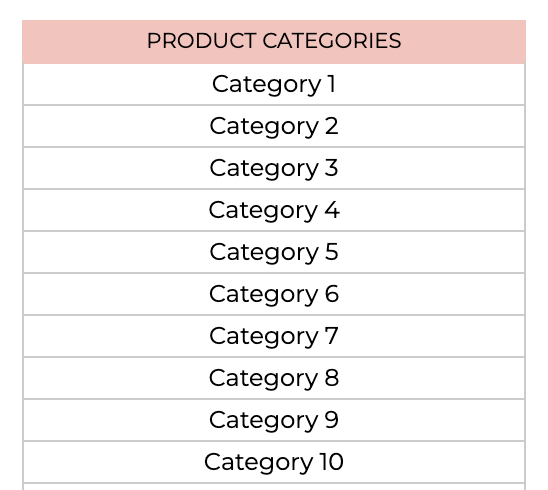 PRODUCT CATEGORIES
Category 1
Category 2
Category 3
Category 4
Category 5
Category 6
Category 7
Category 8
Category 9
Category 10